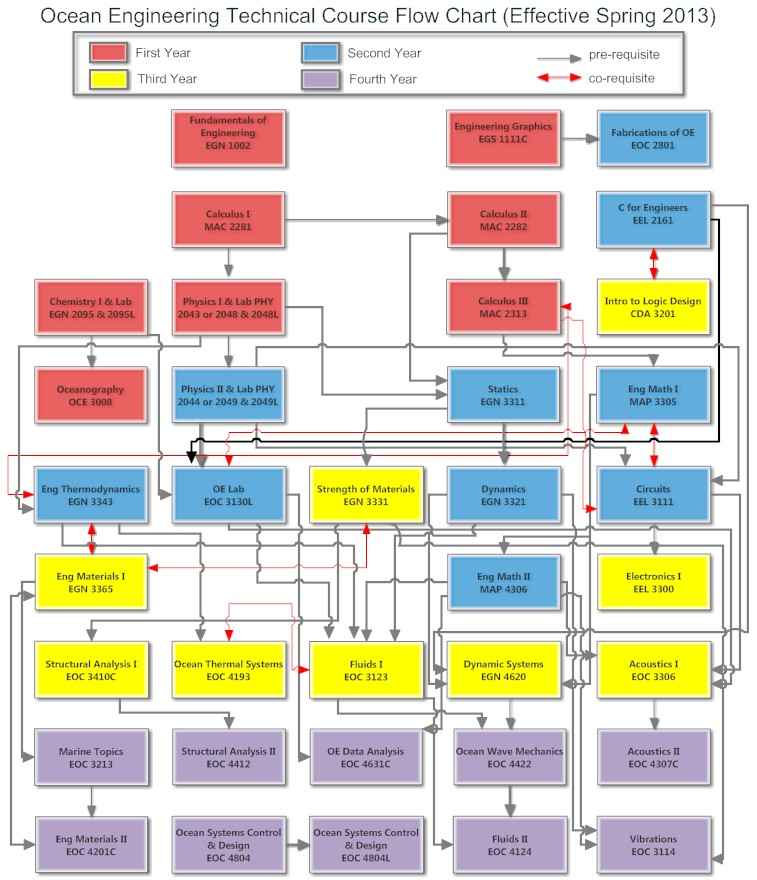 Ocean Engineering Technical Course Flow Chart (Effective Spring 2013)
First Year
Second Year
pre-requisite
Third Year
Fourth Year
co-requisite
Fundamentals of
Engineering
EGN 1002
Engineering Graphics
EGS 1111C
Fabrications of OE
EOC 2801
Calculus I
MAC 2281
Calculus II
MAC 2282
C for Engineers
EEL 2161
Chemistry I & Lab
EGN 2095 & 2095L
Physics I & Lab PHY
2043 or 2048 & 2048L
Calculus III
MAC 2313
Intro to Logic Design
CDA 3201
Oceanography
OCE 3008
Physics II & Lab PHY
2044 or 2049 & 2049L
Statics
EGN 3311
Eng Math I
MAP 3305
Eng Thermodynamics
EGN 3343
OE Lab
EOC 3130L
Strength of Materials
EGN 3331
Dynamics
EGN 3321
Circuits
EEL 3111
Eng Materials I
EGN 3365
Eng Math II
MAP 4306
Electronics I
EEL 3300
Structural Analysis I
EOC 3410C
Ocean Thermal Systems
EOC 4193
Fluids I
EOC 3123
Dynamic Systems
EGN 4620
Acoustics I
EOC 3306
Marine Topics
EOC 3213
Structural Analysis II
EOC 4412
OE Data Analysis
EOC 4631C
Ocean Wave Mechanics
EOC 4422
Acoustics II
EOC 4307C
Eng Materials II
EOC 4201C
Ocean Systems Control
& Design
EOC 4804
Ocean Systems Control
& Design
EOC 4804L
Fluids II
EOC 4124
Vibrations
EOC 3114